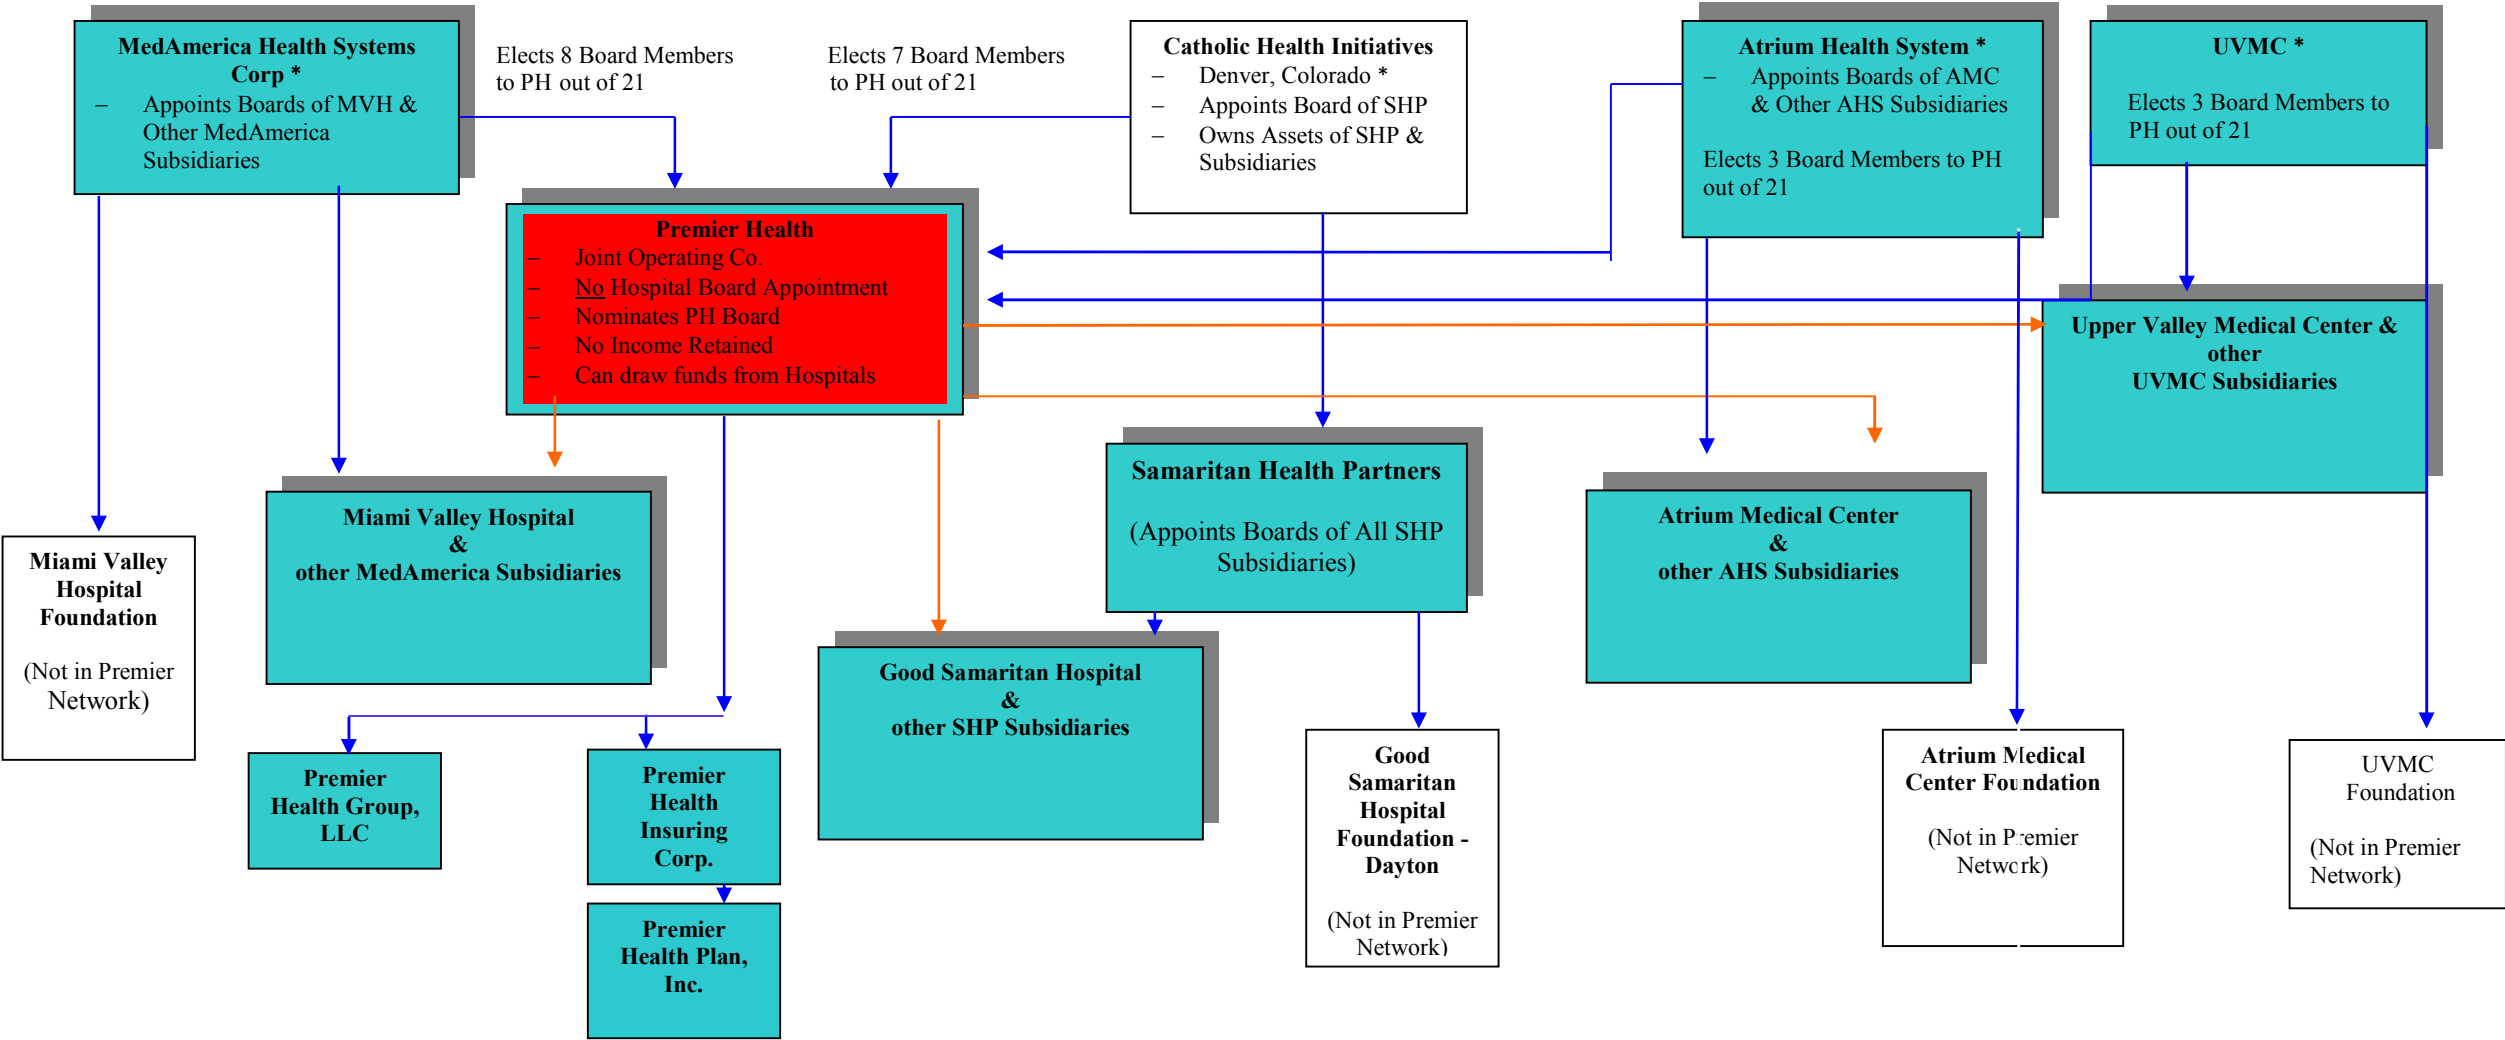 MedAmerica Health Systems
Corp *
– Appoints Boards of MVH &
Other MedAmerica
Subsidiaries
Elects 8 Board Members
to PH out of 21
Elects 7 Board Members
to PH out of 21
Catholic Health Initiatives
– Denver, Colorado *
– Appoints Board of SHP
– Owns Assets of SHP &
Subsidiaries
Atrium Health System *
– Appoints Boards of AMC
& Other AHS Subsidiaries
Elects 3 Board Members to PH
out of 21
UVMC *
Elects 3 Board Members to
PH out of 21
Premier Health
– Joint Operating Co.
– No Hospital Board Appointment
– Nominates PH Board
– No Income Retained
– Can draw funds from Hospitals
Upper Valley Medical Center &
other
UVMC Subsidiaries
Miami Valley
Hospital
Foundation
(Not in Premier
Network)
Miami Valley Hospital
&
other MedAmerica Subsidiaries
Samaritan Health Partners
(Appoints Boards of All SHP
Subsidiaries)
Atrium Medical Center
&
other AHS Subsidiaries
Good Samaritan Hospital
&
other SHP Subsidiaries
Premier
Health Group,
LLC
Premier
Health
Insuring
Corp.
Premier
Health Plan,
Inc.
Good
Samaritan
Hospital
Foundation -
Dayton
(Not in Premier
Network)
Atrium Medical
Center Foundation
(Not in Premier
Network)
UVMC
Foundation
(Not in Premier
Network)